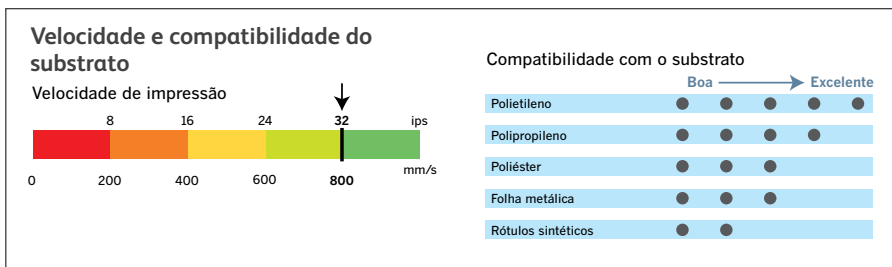 Velocidade e compatibilidade do
substrato
Velocidade de impressão
8 16 24 32 ips
mm/s
0 200 400 600 800
Compatibilidade com o substrato
Boa Excelente
Polietileno
Polipropileno
Poliéster
Folha metálica
Rótulos sintéticos